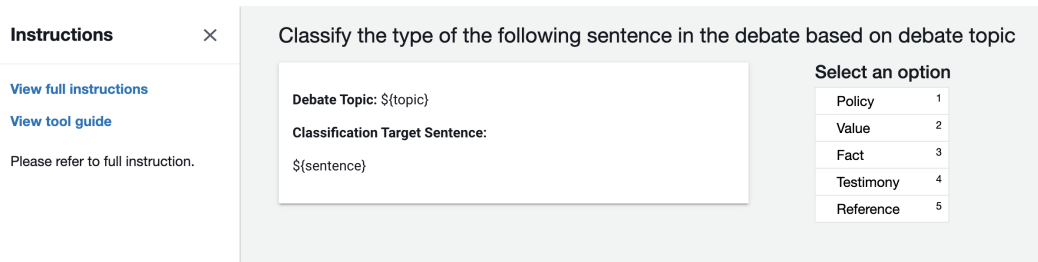 Instructions
View full instructions
View tool guide
Please refer to full instruction.
Classify the type of the following sentence in the debate based on debate topic
Debate Topic: ${topic}
Classification Target Sentence:
${sentence}
Select an option
Policy 1
Value 2
Fact 3
Testimony 4
Reference 5